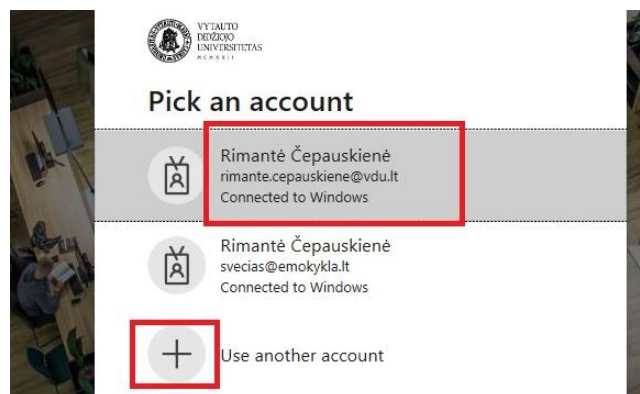 VYTAUTO
DIDŽIOJO
UNIVERSITETAS
MCMXXII
Pick an account
Rimantė Čepauskienė
rimante.cepauskiene@vdu.lt
Connected to Windows
Rimantė Čepauskienė
svecias@emokykla.lt
Connected to Windows
Use another account